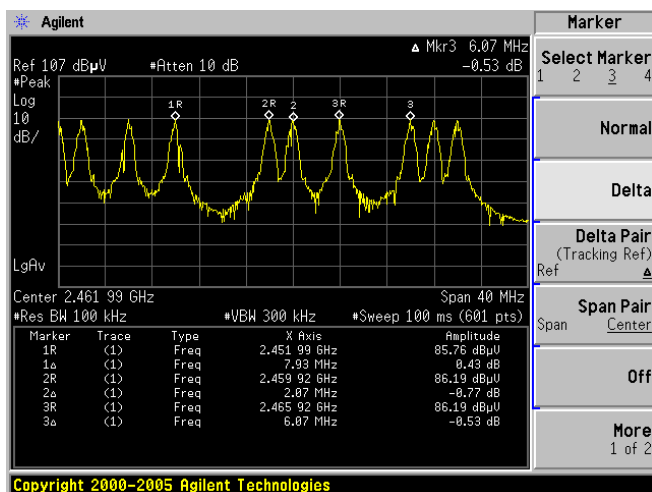 Agilent
Marker
Δ Mkr3 6.07 MHz
Ref 107 dBµV #Atten 10 dB -0.53 dB
#Peak
Log
10
dB/
1R 2R 2 3R 3
LgAv
Center 2.461 99 GHz Span 40 MHz
#Res BW 100 kHz #VBW 300 kHz #Sweep 100 ms (601 pts)
Marker Trace Type X Axis Amplitude
1R (1) Freq 2.451 99 GHz 85.76 dBµV
1Δ (1) Freq 7.93 MHz 0.43 dB
2R (1) Freq 2.459 92 GHz 86.19 dBµV
2Δ (1) Freq 2.07 MHz -0.77 dB
3R (1) Freq 2.465 92 GHz 86.19 dBµV
3Δ (1) Freq 6.07 MHz -0.53 dB
Select Marker
1 2 3 4
Normal
Delta
Delta Pair
(Tracking Ref)
Ref Δ
Span Pair
Span Center
Off
More
1 of 2
Copyright 2000-2005 Agilent Technologies